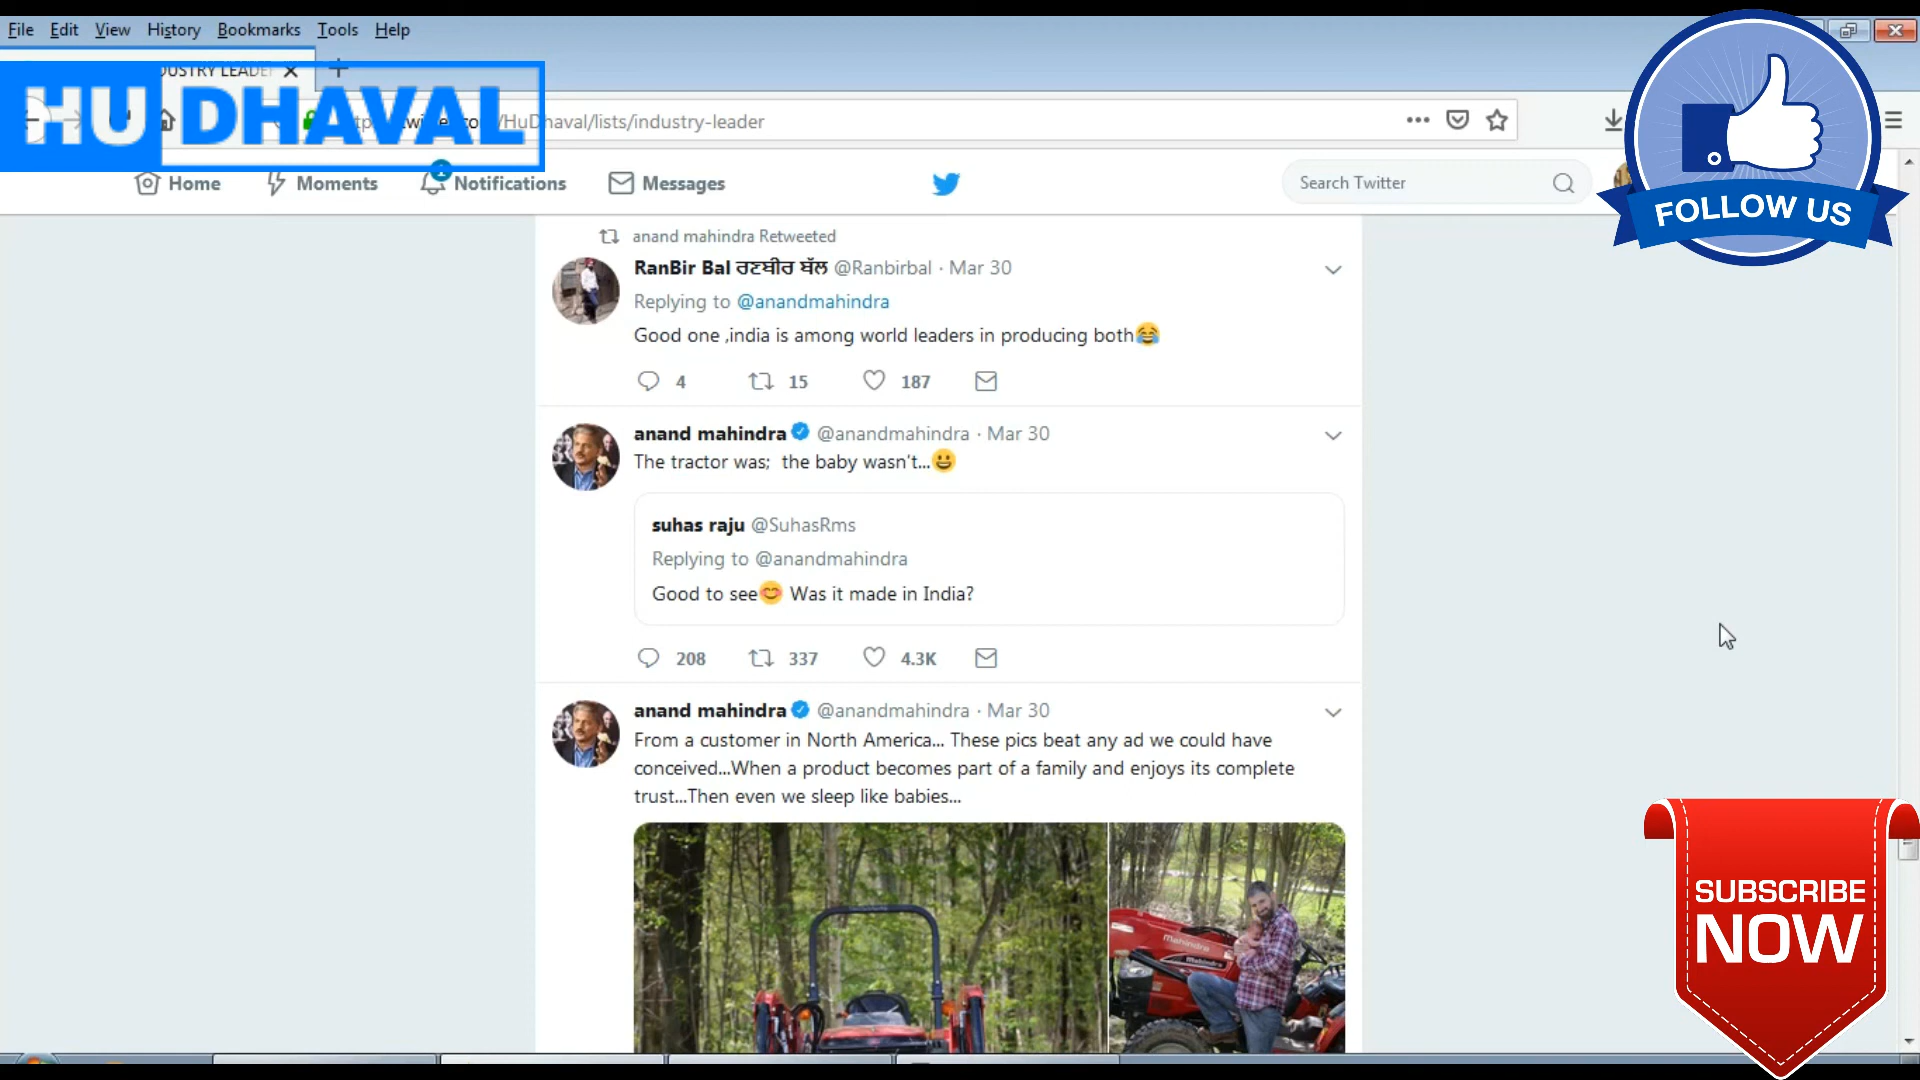 File Edit View History Bookmarks Tools Help
HU DHAVAL
/HuDhaval/lists/industry-leader
FOLLOW US
Home Moments Notifications Messages
Search Twitter
anand mahindra Retweeted
RanBir Bal ਰਣਬੀਰ ਬੱਲ @Ranbirbal · Mar 30
Replying to @anandmahindra
Good one ,india is among world leaders in producing both😂
4 15 187
anand mahindra @anandmahindra · Mar 30
The tractor was; the baby wasn't...😀
suhas raju @SuhasRms
Replying to @anandmahindra
Good to see😊 Was it made in India?
208 337 4.3K
anand mahindra @anandmahindra · Mar 30
From a customer in North America... These pics beat any ad we could have
conceived...When a product becomes part of a family and enjoys its complete
trust...Then even we sleep like babies...
Mahindra
Mahindra
SUBSCRIBE
NOW